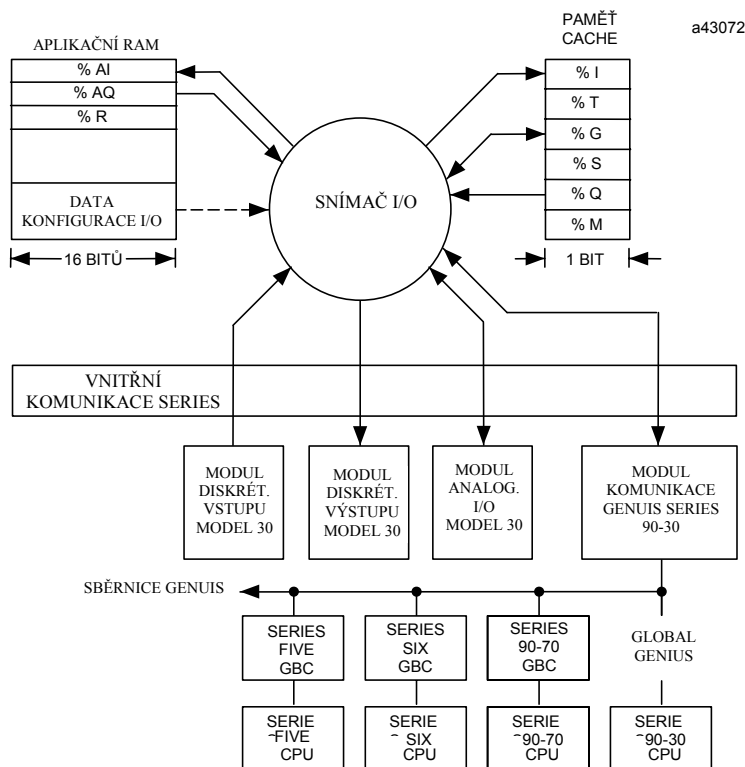 APLIKAČNÍ RAM
% AI
% AQ
% R
DATA
KONFIGURACE I/O
16 BITŮ
SNÍMAČ I/O
PAMĚŤ
CACHE
a43072
% I
% T
% G
% S
% Q
% M
1 BIT
VNITŘNÍ
KOMUNIKACE SERIES
MODUL
DISKRÉT.
VSTUPU
MODEL 30
MODUL
DISKRÉT.
VÝSTUPU
MODEL 30
MODUL
ANALOG.
I/O
MODEL 30
MODUL
KOMUNIKACE
GENUIS SERIES
90-30
SBĚRNICE GENUIS
SERIES
FIVE
GBC
SERIES
SIX
GBC
SERIES
90-70
GBC
GLOBAL
GENIUS
SERIE
FIVE
CPU
SERIE
SIX
CPU
SERIE
90-70
CPU
SERIE
90-30
CPU